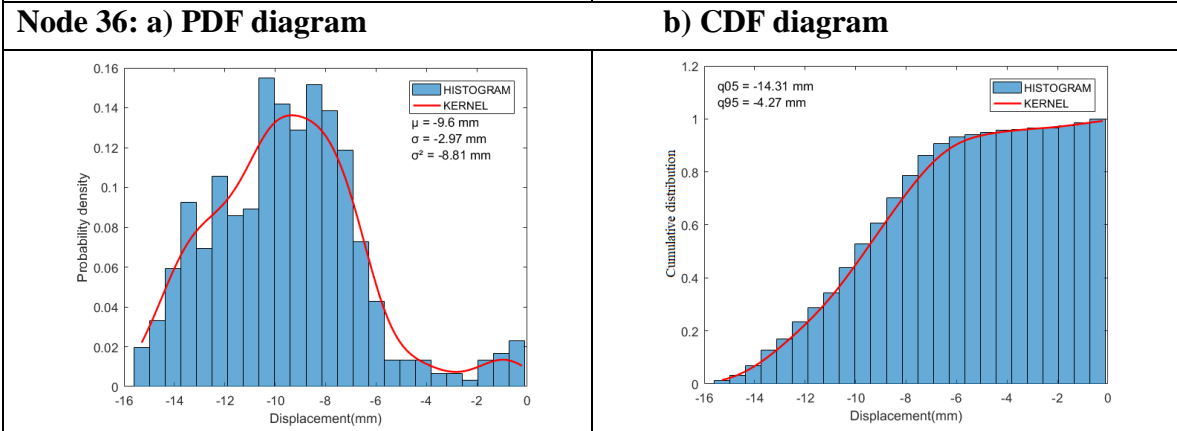 Node 36: a) PDF diagram
b) CDF diagram
0.16
0.14
0.12
0.1
0.08
0.06
0.04
0.02
0
Probability density
HISTOGRAM
KERNEL
μ = -9.6 mm
σ = -2.97 mm
σ² = -8.81 mm
-16
-14
-12
-10
-8
-6
-4
-2
0
Displacement(mm)
1.2
1
0.8
0.6
0.4
0.2
0
Cumulative distribution
q05 = -14.31 mm
q95 = -4.27 mm
HISTOGRAM
KERNEL
-16
-14
-12
-10
-8
-6
-4
-2
0
Displacement(mm)